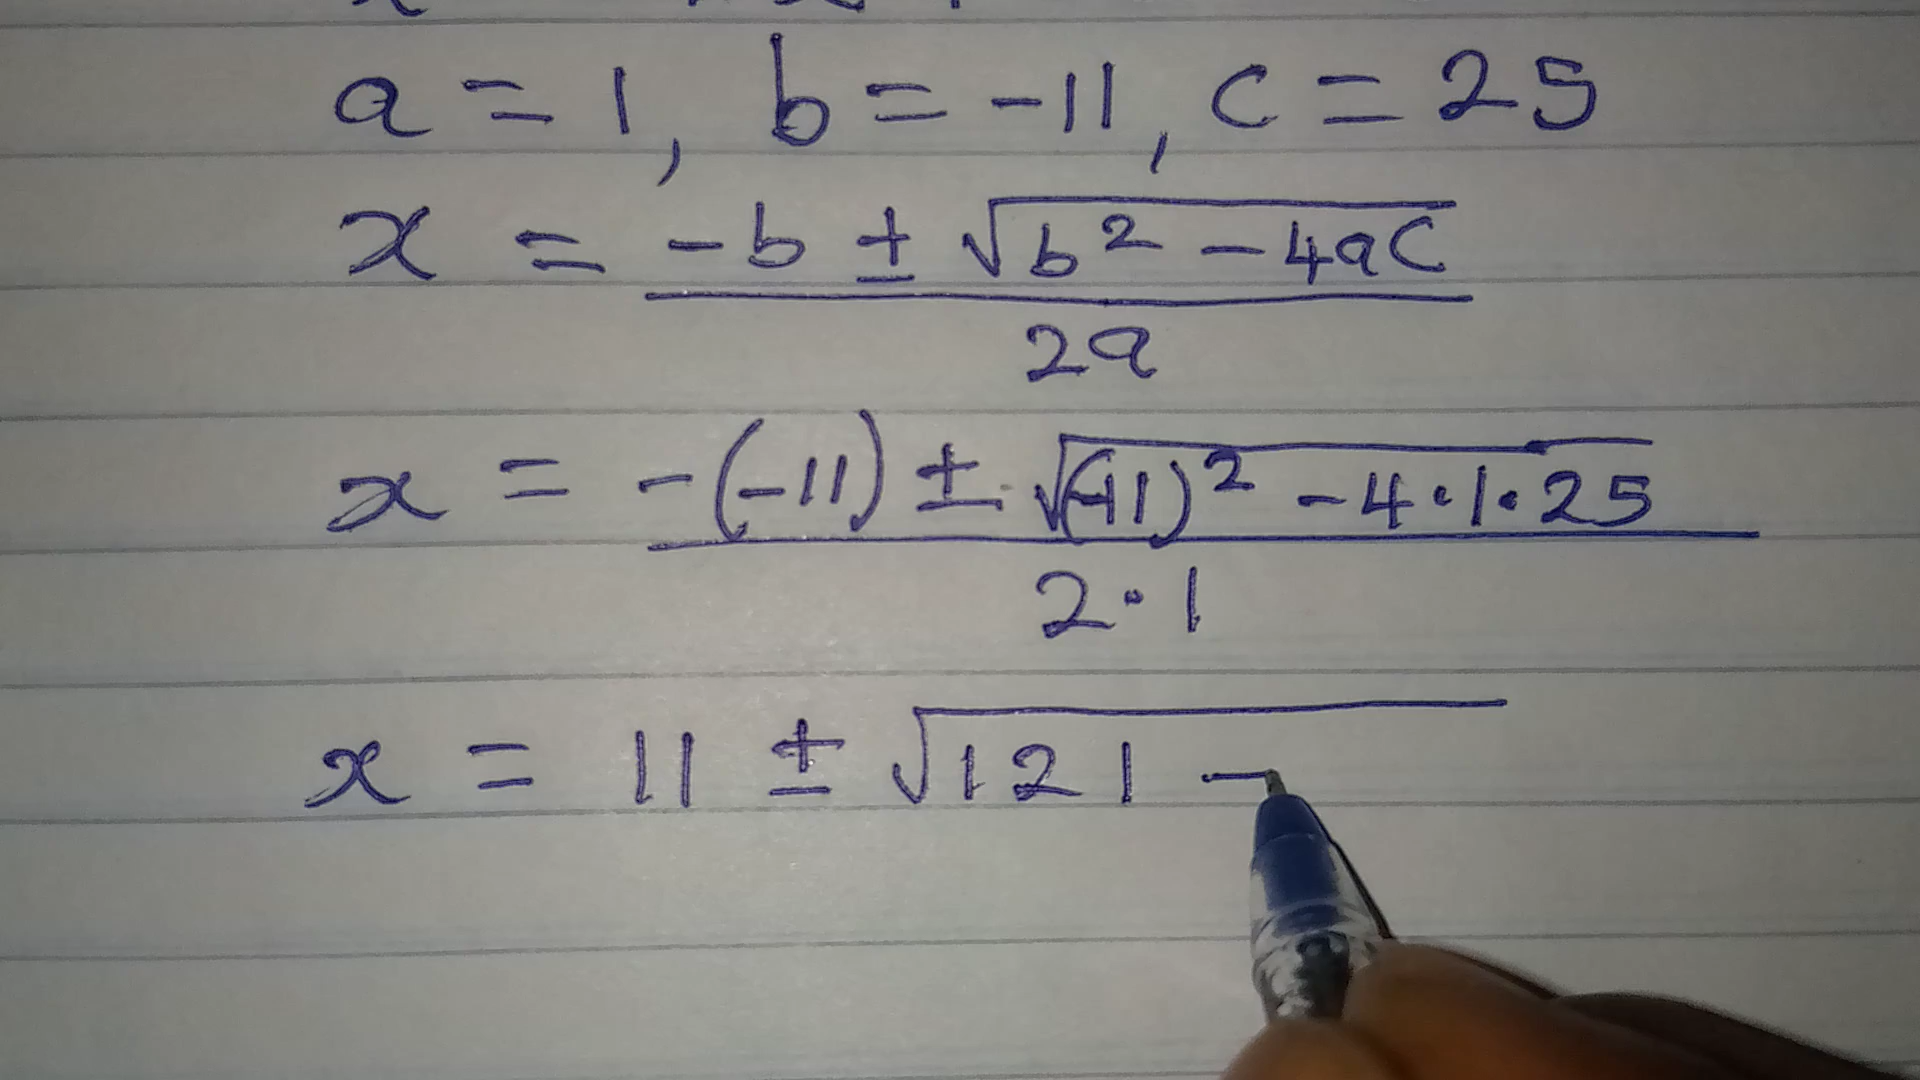 a = 1, b = -11, c = 25
x = -b ± √b² - 4ac
2a
x = -(-11) ± √(-11)² - 4·1·25
2·1
x = 11 ± √121 -